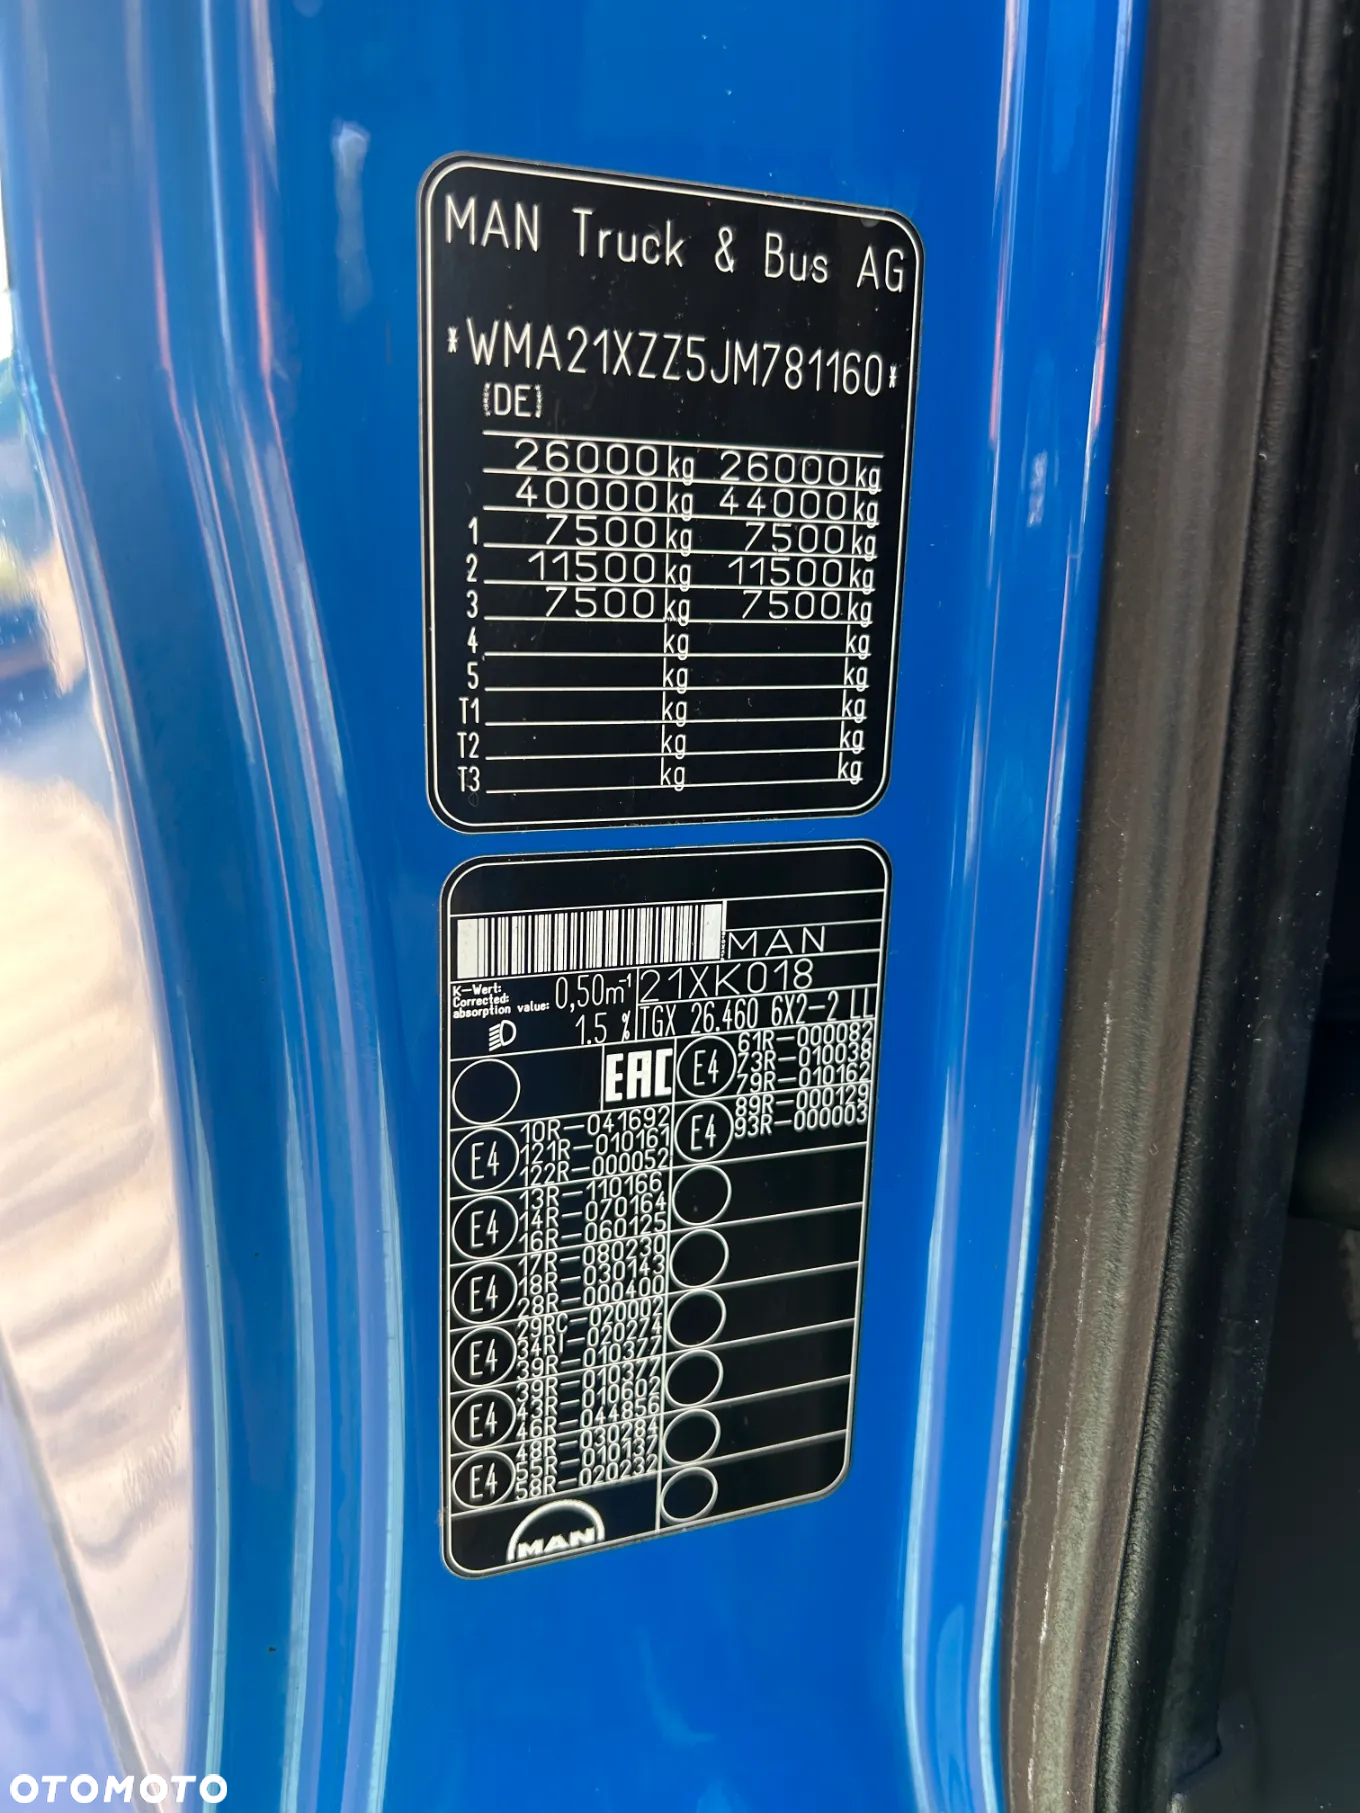 MAN Truck & Bus AG
*WMA21XZZ5JM781160*
DE
26000 kg 26000 kg
40000 kg 44000 kg
1 7500 kg 7500 kg
2 11500 kg 11500 kg
3 7500 kg 7500 kg
4 kg kg
5 kg kg
T1 kg kg
T2 kg kg
T3 kg kg
MAN
K-Wert:
Corrected:
absorption value: 0,50m⁻¹
21XK018
1.5 %
TGX 26.460 6X2-2 LL
EAC
E4
61R-000082
73R-010038
79R-010162
E4
89R-000129
93R-000003
E4
10R-041692
121R-010161
122R-000052
E4
13R-110166
14R-070164
16R-060125
E4
17R-080230
18R-030143
28R-000400
E4
29RC-020002
34RI-020274
39R-010377
E4
39R-010377
43R-010602
46R-044856
E4
48R-030284
55R-010137
58R-020232
MAN
OTOMOTO